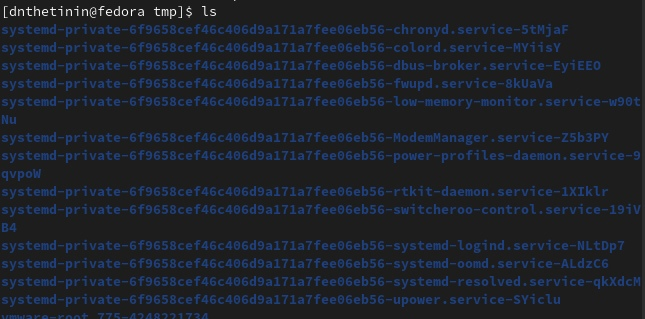 [dnthetinin@fedora tmp]$ ls
systemd-private-6f9658cef46c406d9a171a7fee06eb56-chronyd.service-5tMjaF
systemd-private-6f9658cef46c406d9a171a7fee06eb56-colord.service-MYiisY
systemd-private-6f9658cef46c406d9a171a7fee06eb56-dbus-broker.service-EyiEEO
systemd-private-6f9658cef46c406d9a171a7fee06eb56-fwupd.service-8kUaVa
systemd-private-6f9658cef46c406d9a171a7fee06eb56-low-memory-monitor.service-w90t
Nu
systemd-private-6f9658cef46c406d9a171a7fee06eb56-ModemManager.service-Z5b3PY
systemd-private-6f9658cef46c406d9a171a7fee06eb56-power-profiles-daemon.service-9
qvpoW
systemd-private-6f9658cef46c406d9a171a7fee06eb56-rtkit-daemon.service-1XIklr
systemd-private-6f9658cef46c406d9a171a7fee06eb56-switcheroo-control.service-19iV
B4
systemd-private-6f9658cef46c406d9a171a7fee06eb56-systemd-logind.service-NLtDp7
systemd-private-6f9658cef46c406d9a171a7fee06eb56-systemd-oomd.service-ALdzC6
systemd-private-6f9658cef46c406d9a171a7fee06eb56-systemd-resolved.service-qkXdcM
systemd-private-6f9658cef46c406d9a171a7fee06eb56-upower.service-SYiclu
vmware-root_775-4248221734